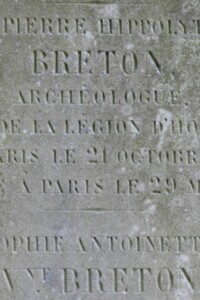 PIERRE HIPPOLYT
BRETON,
ARCHÉOLOGUE,
DE LA LÉGION D'HO
ARIS LE 21 OCTOBR
É À PARIS LE 29 M
OPHIE ANTOINETT
VVE BRETON